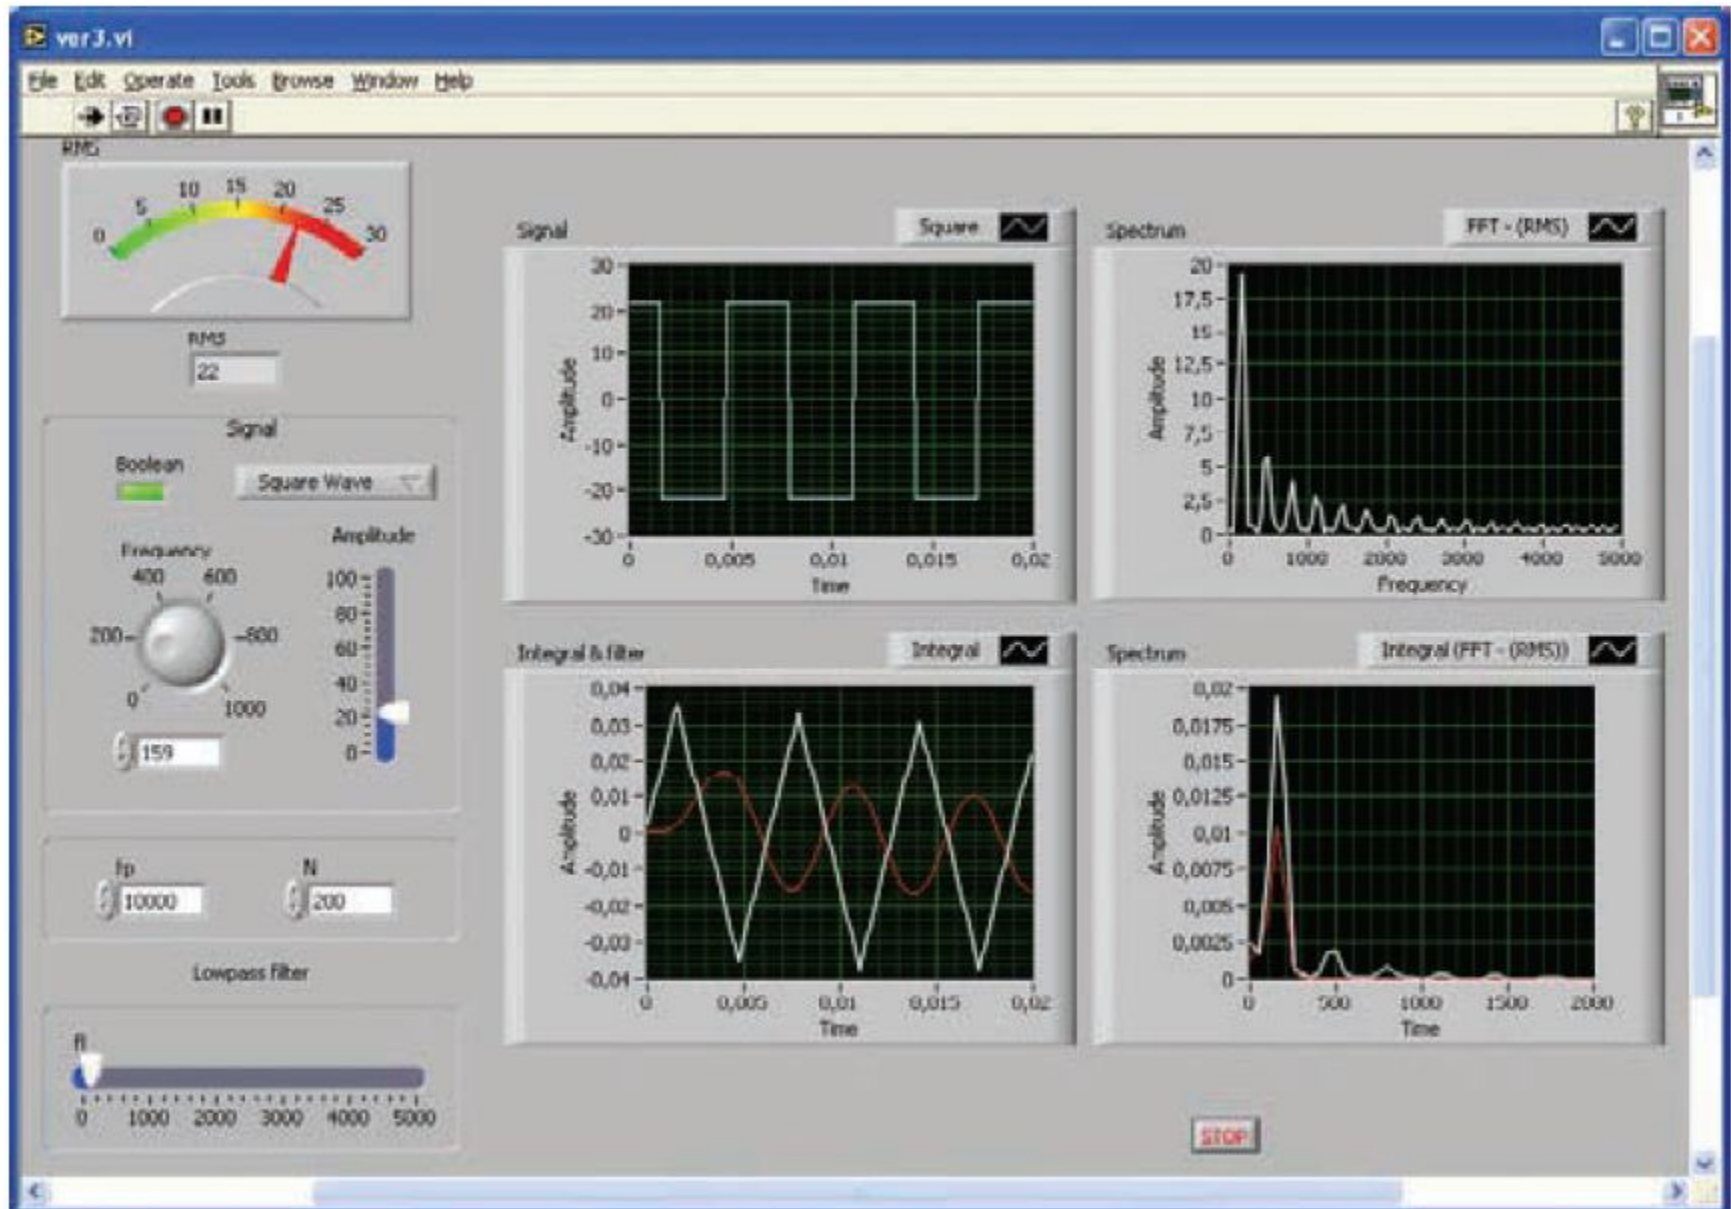 ver3.vi
File Edit Operate Tools Browse Window Help
RMS
0 5 10 15 20 25 30
RMS
22
Signal
Boolean
Square Wave
Frequency
0 200 400 600 800 1000
159
Amplitude
100
80
60
40
20
0
fp
10000
N
200
Lowpass filter
fl
0 1000 2000 3000 4000 5000
Signal
Square
30
20
10
0
-10
-20
-30
Amplitude
0 0,005 0,01 0,015 0,02
Time
Spectrum
FFT - (RMS)
20
17,5
15
12,5
10
7,5
5
2,5
0
Amplitude
0 1000 2000 3000 4000 5000
Frequency
Integral & filter
Integral
0,04
0,03
0,02
0,01
0
-0,01
-0,02
-0,03
-0,04
Amplitude
0 0,005 0,01 0,015 0,02
Time
Spectrum
Integral (FFT - (RMS))
0,02
0,0175
0,015
0,0125
0,01
0,0075
0,005
0,0025
0
Amplitude
0 500 1000 1500 2000
Time
STOP